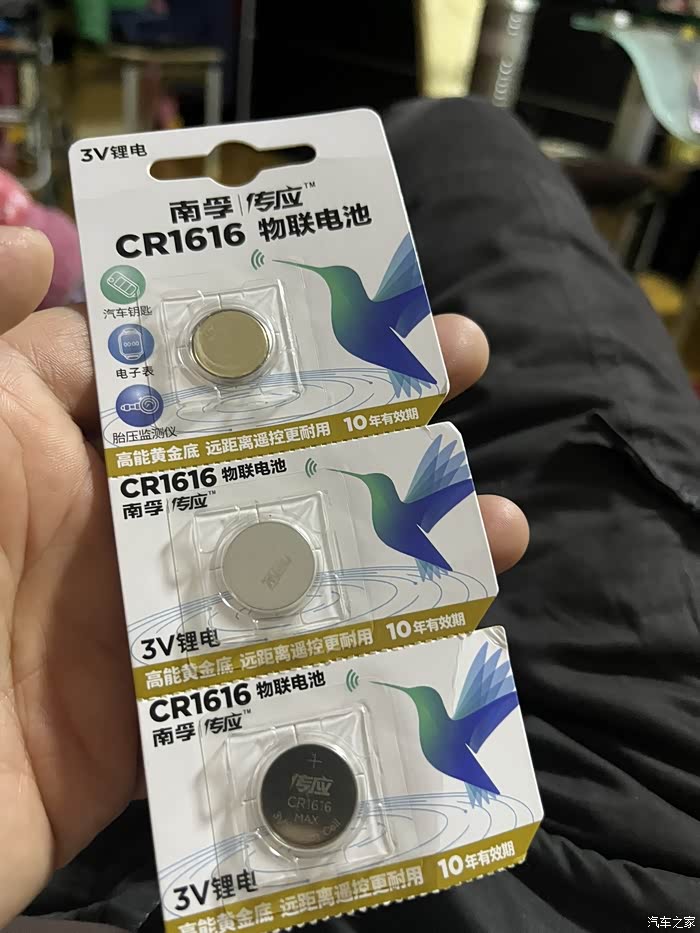 3V锂电
南孚 | 传应™
CR1616 物联电池
汽车钥匙
电子表
胎压监测仪
高能黄金底 远距离遥控更耐用 10年有效期
CR1616 物联电池
南孚 | 传应™
3V锂电
高能黄金底 远距离遥控更耐用 10年有效期
CR1616 物联电池
南孚 | 传应™
+
传应
CR1616
MAX
Cell
3V锂电
高能黄金底 远距离遥控更耐用 10年有效期
汽车之家